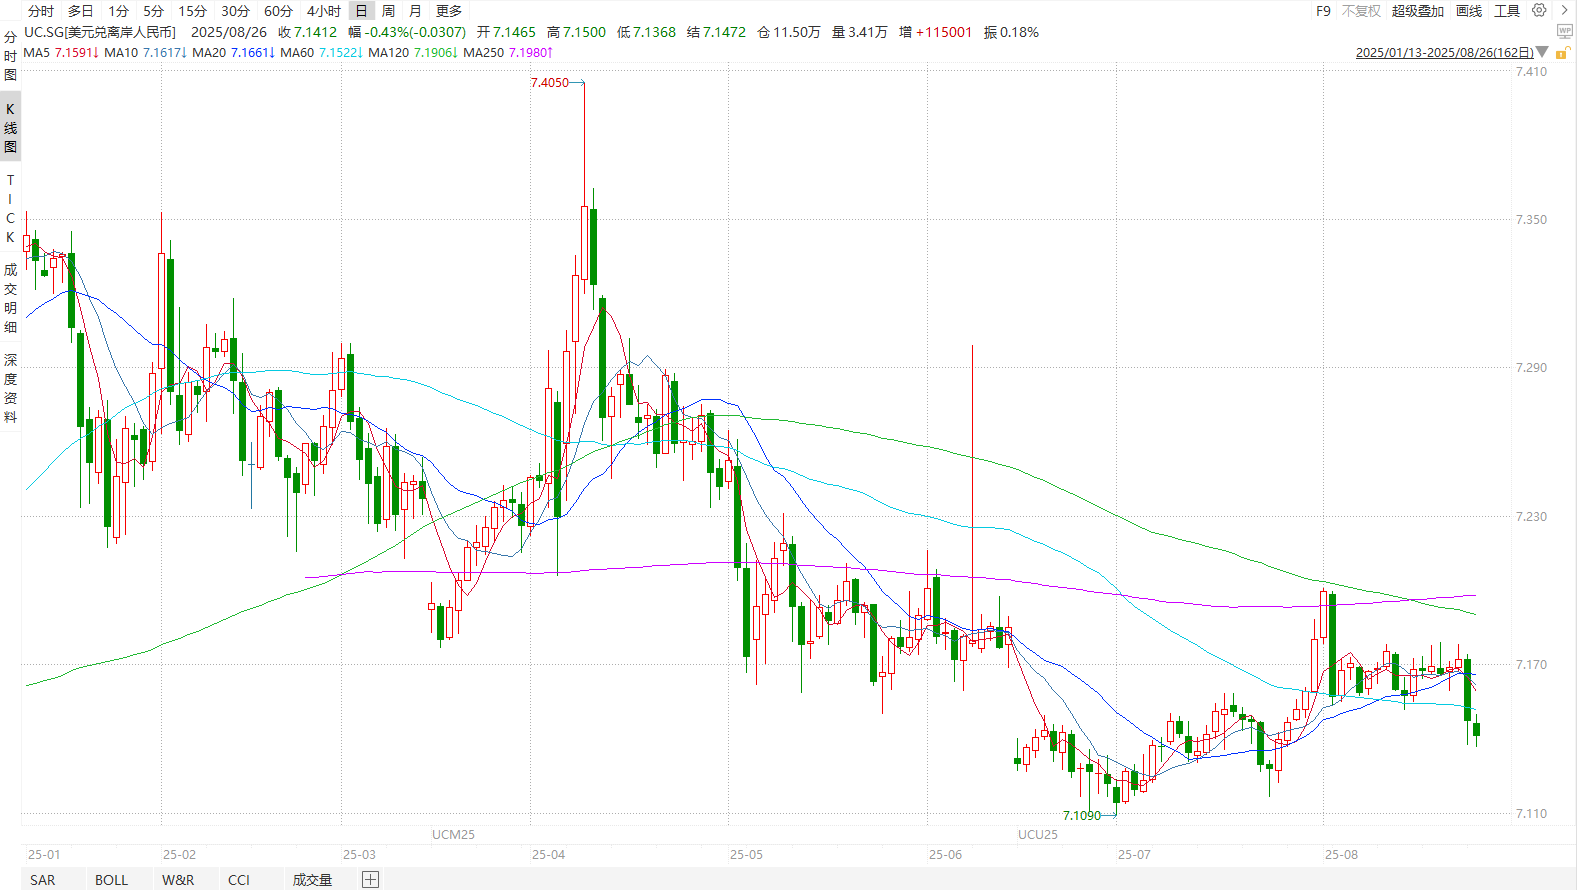 分时 多日 1分 5分 15分 30分 60分 4小时 日 周 月 更多 F9 不复权 超级叠加 画线 工具
UC.SG[美元兑离岸人民币] 2025/08/26 收 7.1412 幅 -0.43%(-0.0307) 开 7.1465 高 7.1500 低 7.1368 结 7.1472 仓 11.50万 量 3.41万 增 +115001 振 0.18% WP
MA5 7.1591↓ MA10 7.1617↓ MA20 7.1661↓ MA60 7.1522↓ MA120 7.1906↓ MA250 7.1980↑ 2025/01/13-2025/08/26(162日)
分时图
K线图
TICK
成交明细
深度资料
7.410
7.4050
7.350
7.290
7.230
7.170
7.110
7.1090
UCM25 UCU25
25-01 25-02 25-03 25-04 25-05 25-06 25-07 25-08
SAR BOLL W&R CCI 成交量